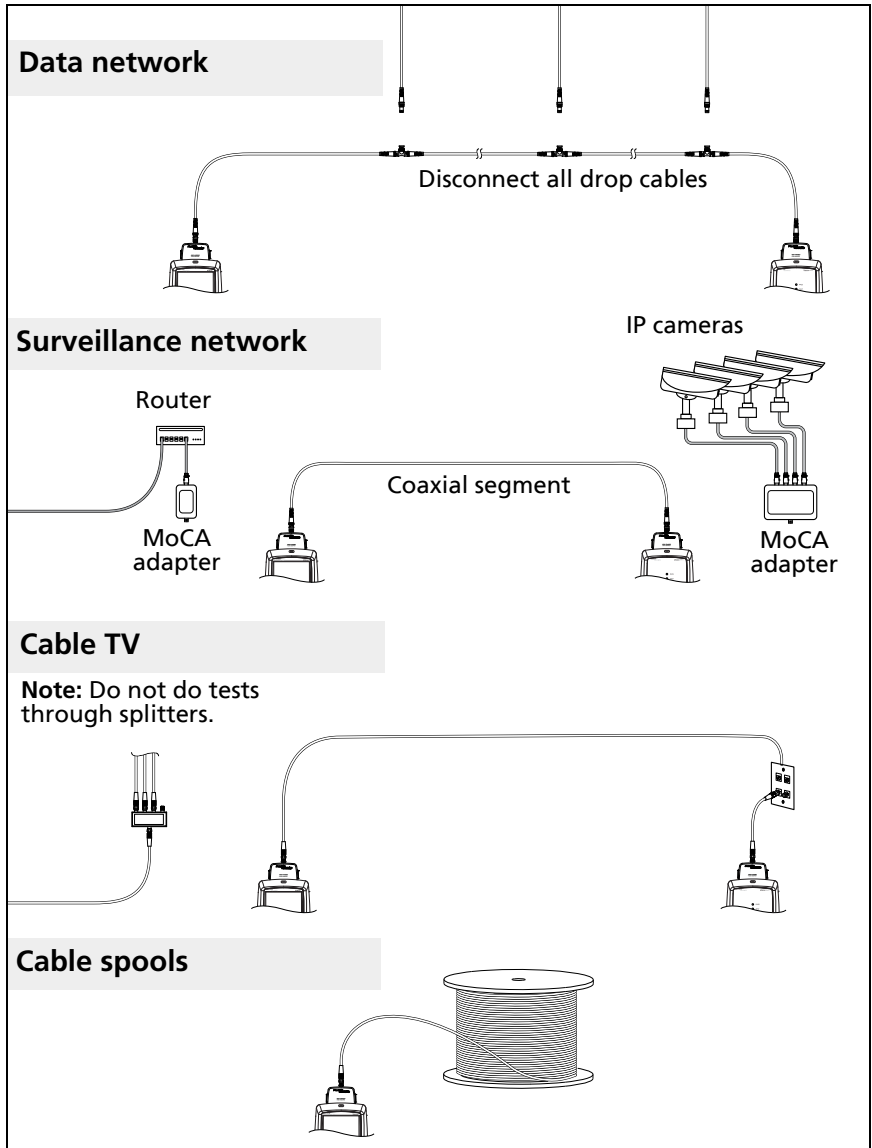 Data network
Disconnect all drop cables
Surveillance network
IP cameras
Router
Coaxial segment
MoCA
adapter
MoCA
adapter
Cable TV
Note: Do not do tests
through splitters.
Cable spools